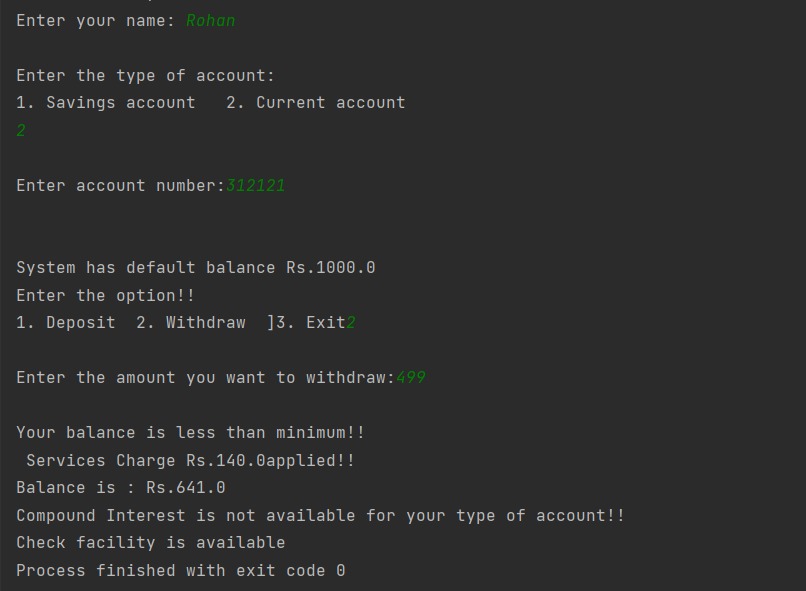 Enter your name: Rohan
Enter the type of account:
1. Savings account   2. Current account
2
Enter account number:312121
System has default balance Rs.1000.0
Enter the option!!
1. Deposit  2. Withdraw  ]3. Exit2
Enter the amount you want to withdraw:499
Your balance is less than minimum!!
 Services Charge Rs.140.0applied!!
Balance is : Rs.641.0
Compound Interest is not available for your type of account!!
Check facility is available
Process finished with exit code 0